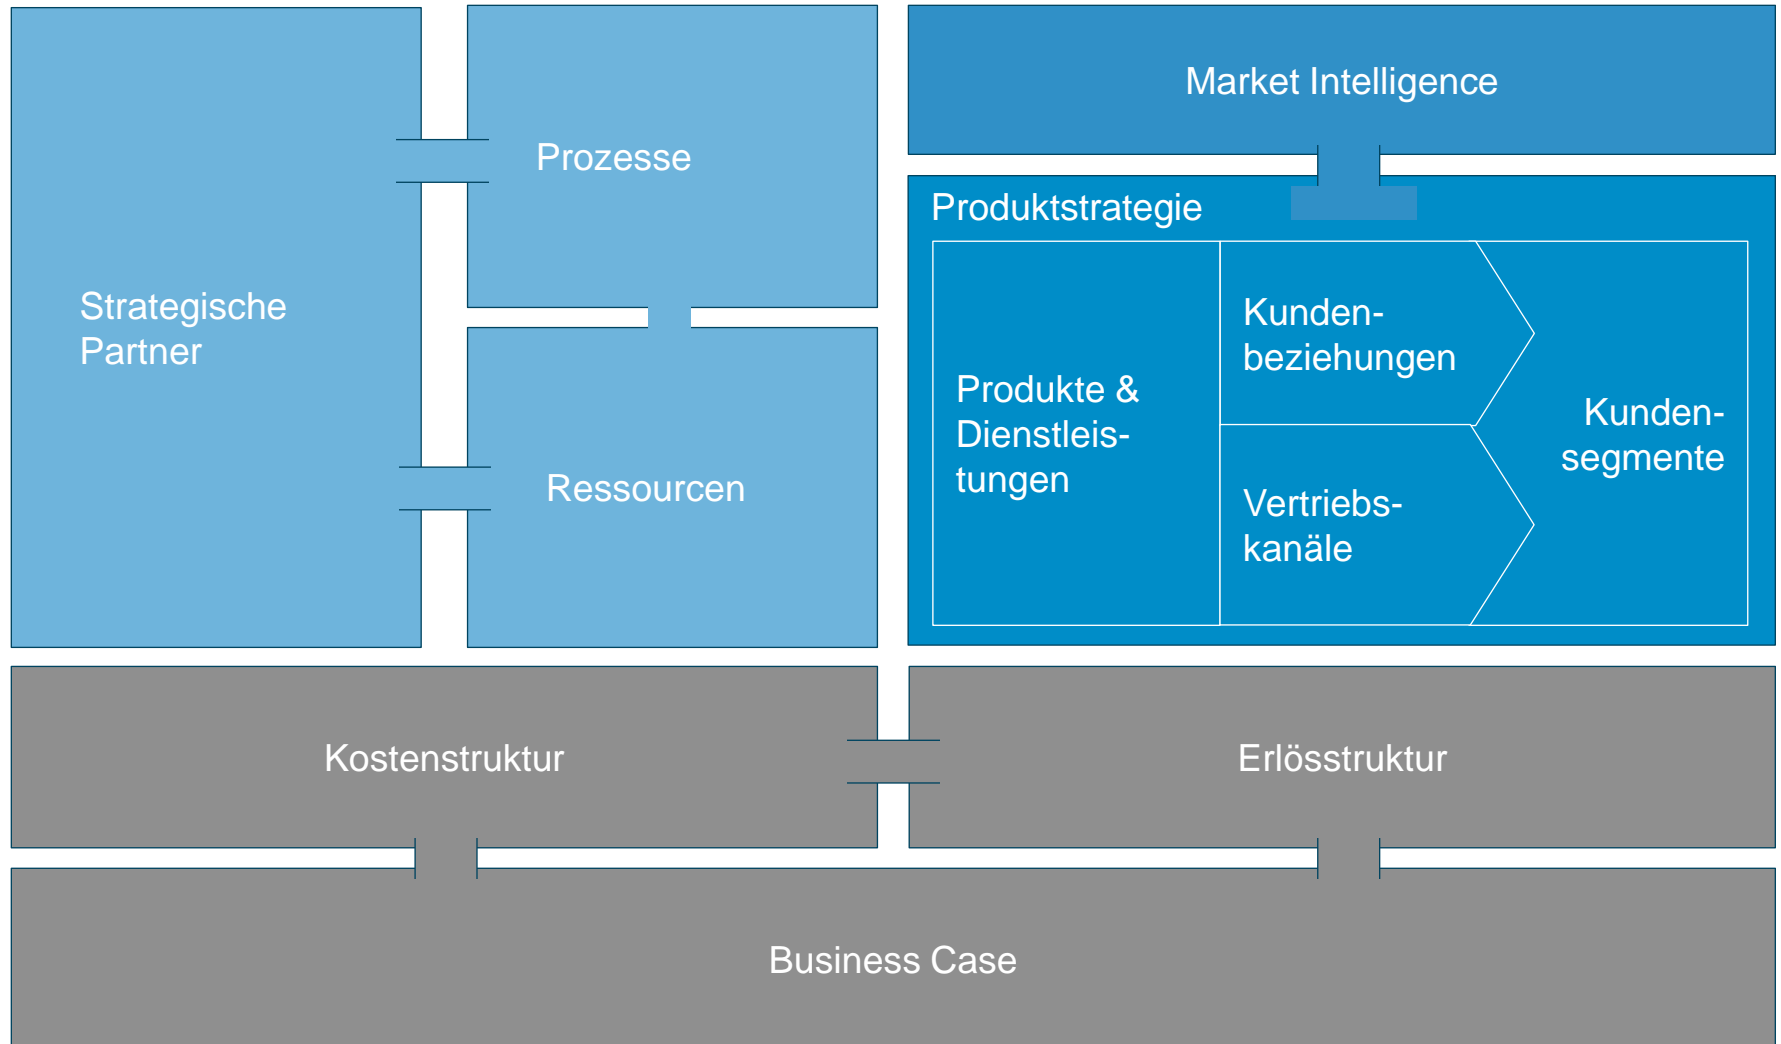 Strategische
Partner
Prozesse
Ressourcen
Market Intelligence
Produktstrategie
Produkte &
Dienstleis-
tungen
Kunden-
beziehungen
Vertriebs-
kanäle
Kunden-
segmente
Kostenstruktur
Erlösstruktur
Business Case